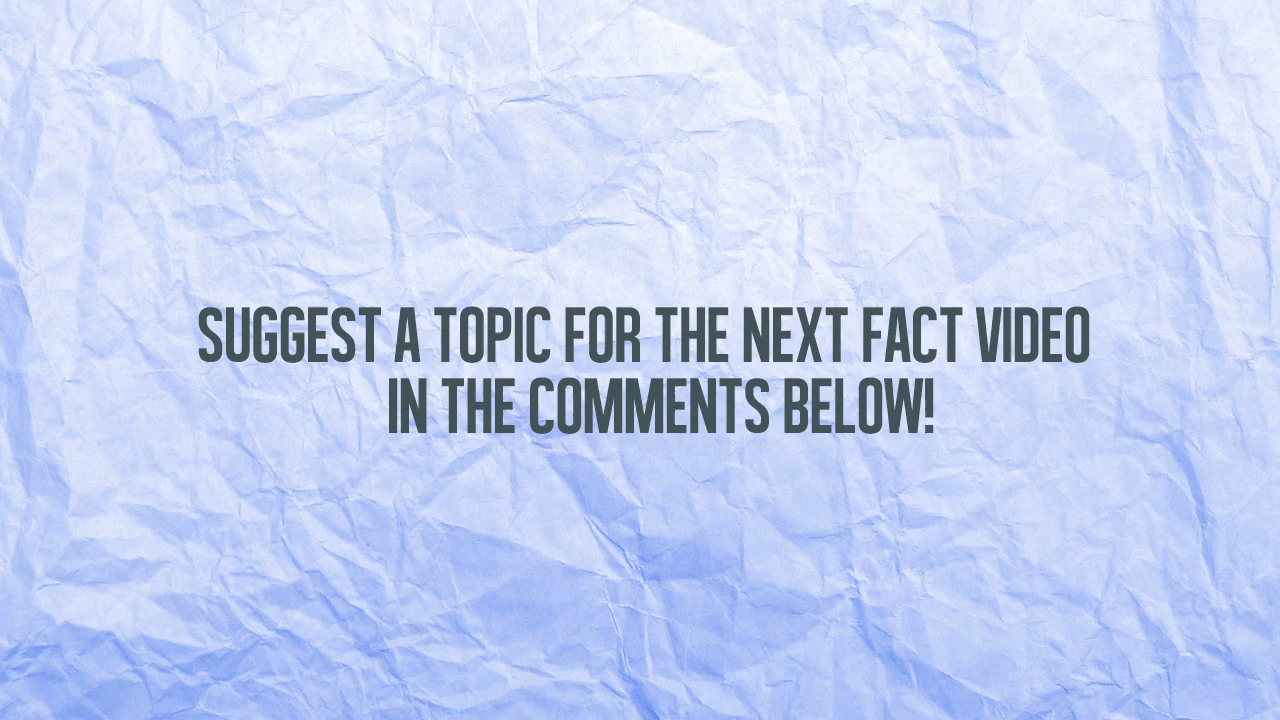 SUGGEST A TOPIC FOR THE NEXT FACT VIDEO
IN THE COMMENTS BELOW!